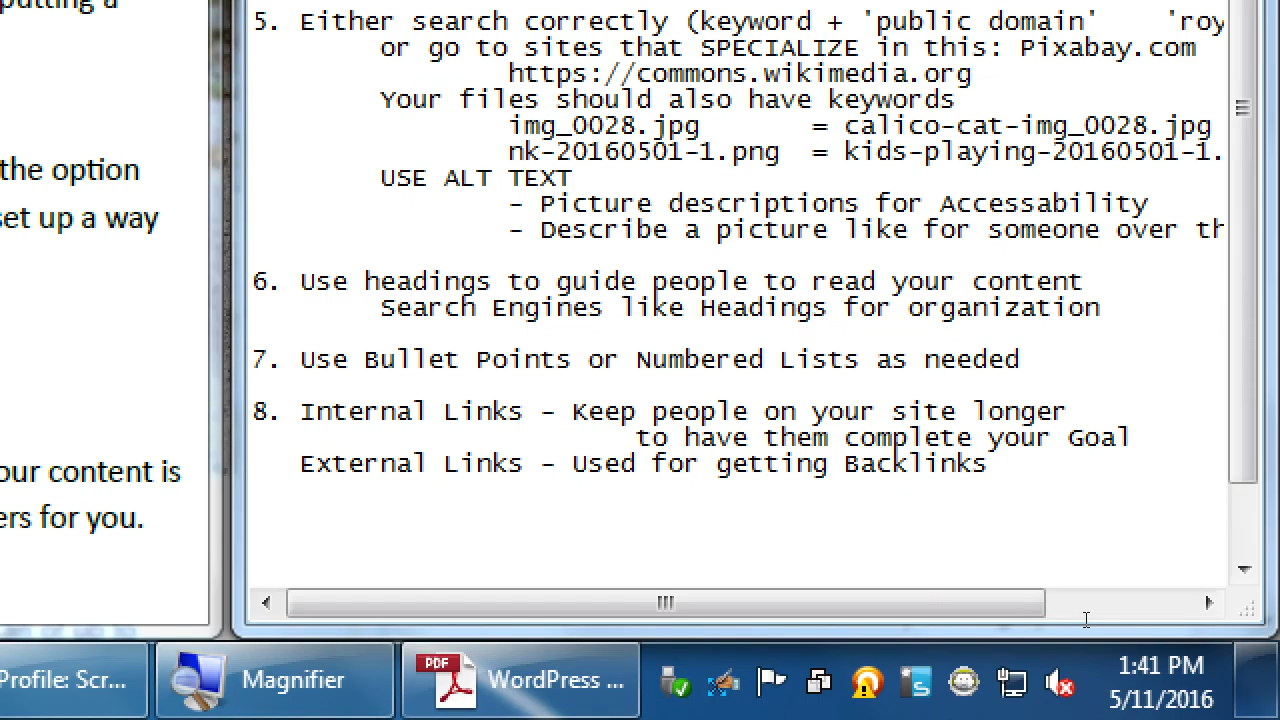 outting a
the option
set up a way
our content is
ers for you.
5. Either search correctly (keyword + 'public domain' 'roy
or go to sites that SPECIALIZE in this: Pixabay.com
https://commons.wikimedia.org
Your files should also have keywords
img_0028.jpg = calico-cat-img_0028.jpg
nk-20160501-1.png = kids-playing-20160501-1.
USE ALT TEXT
- Picture descriptions for Accessability
- Describe a picture like for someone over th
6. Use headings to guide people to read your content
Search Engines like Headings for organization
7. Use Bullet Points or Numbered Lists as needed
8. Internal Links - Keep people on your site longer
to have them complete your Goal
External Links - Used for getting Backlinks
Profile: Scr...
Magnifier
PDF
WordPress ...
S
1:41 PM
5/11/2016